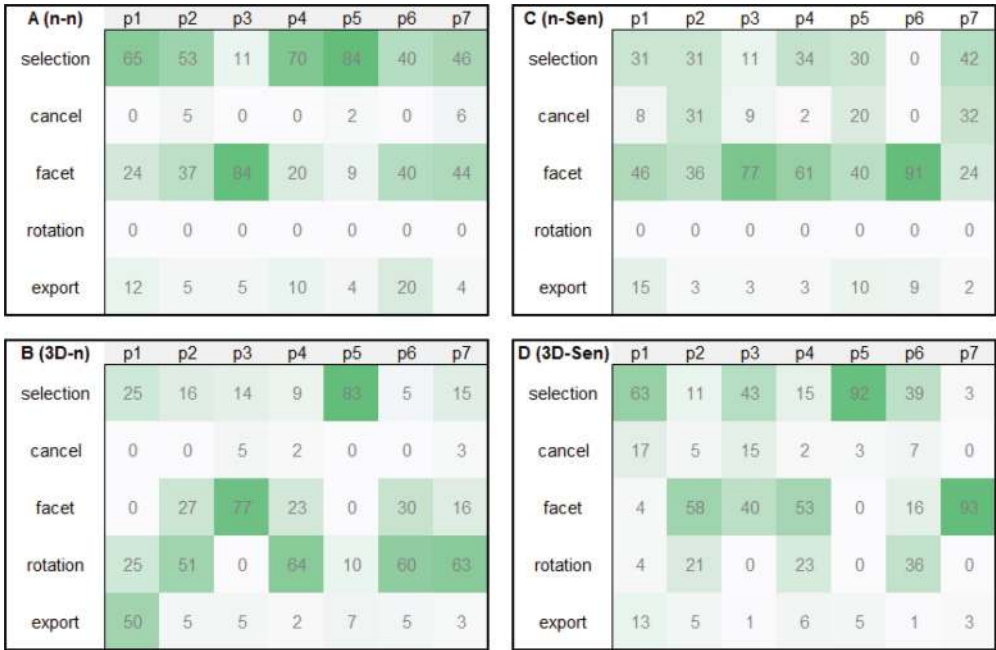 A (n-n) p1 p2 p3 p4 p5 p6 p7
selection 65 53 11 70 84 40 46
cancel 0 5 0 0 2 0 6
facet 24 37 84 20 9 40 44
rotation 0 0 0 0 0 0 0
export 12 5 5 10 4 20 4
C (n-Sen) p1 p2 p3 p4 p5 p6 p7
selection 31 31 11 34 30 0 42
cancel 8 31 9 2 20 0 32
facet 46 36 77 61 40 91 24
rotation 0 0 0 0 0 0 0
export 15 3 3 3 10 9 2
B (3D-n) p1 p2 p3 p4 p5 p6 p7
selection 25 16 14 9 83 5 15
cancel 0 0 5 2 0 0 3
facet 0 27 77 23 0 30 16
rotation 25 51 0 64 10 60 63
export 50 5 5 2 7 5 3
D (3D-Sen) p1 p2 p3 p4 p5 p6 p7
selection 63 11 43 15 92 39 3
cancel 17 5 15 2 3 7 0
facet 4 58 40 53 0 16 93
rotation 4 21 0 23 0 36 0
export 13 5 1 6 5 1 3